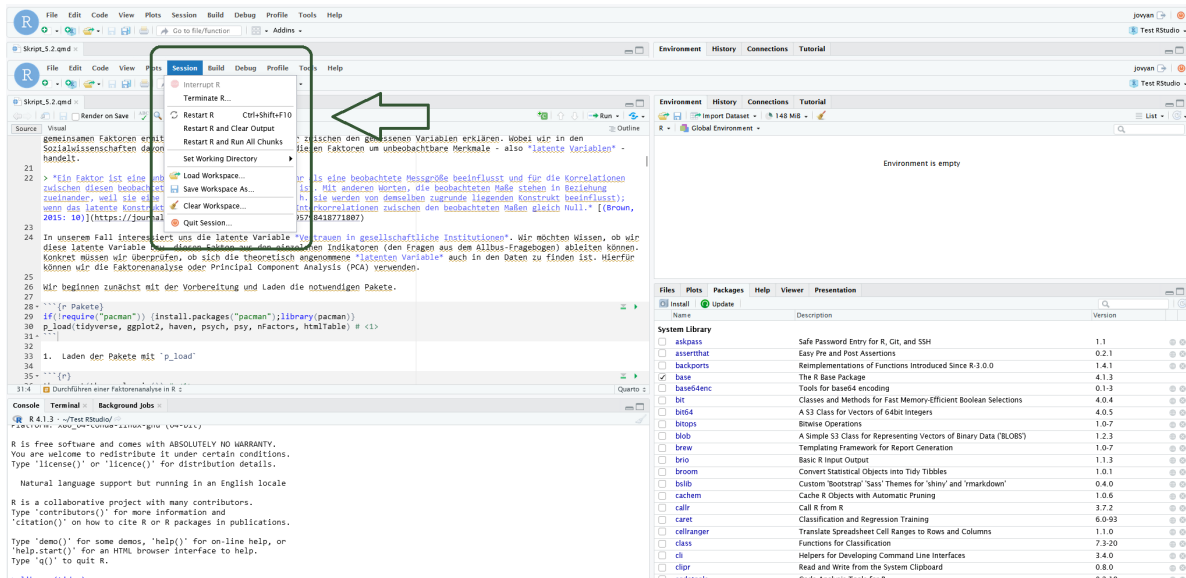 File Edit Code View Plots Session Build Debug Profile Tools Help
jovyan
Go to file/function
Addins
Test RStudio
Skript_5.2.qmd
Environment History Connections Tutorial
File Edit Code View Plots Session Build Debug Profile Tools Help
jovyan
Test RStudio
Interrupt R
Terminate R...
Restart R Ctrl+Shift+F10
Restart R and Clear Output
Restart R and Run All Chunks
Set Working Directory
Load Workspace...
Save Workspace As...
Clear Workspace...
Quit Session...
Skript_5.2.qmd
Render on Save
Run
Source Visual
Outline
gemeinsamen Faktoren ermit
zwischen den gemessenen Variablen erklären. Wobei wir in den
Sozialwissenschaften davon
diesen Faktoren um unbeobachtbare Merkmale - also *latente Variablen* -
handelt.
21
22 > *Ein Faktor ist eine unb
als eine beobachtete Messgröße beeinflusst und für die Korrelationen
zwischen diesen beobachtet
ist. Mit anderen Worten, die beobachteten Maße stehen in Beziehung
zueinander, weil sie eine
h. sie werden von demselben zugrunde liegenden Konstrukt beeinflusst);
wenn das latente Konstrukt
Interkorrelationen zwischen den beobachteten Maßen gleich Null." [(Brown,
2015: 10)](https://journal
957598418771807)
23
24 In unserem Fall interessiert uns die latente Variable *Vertrauen in gesellschaftliche Institutionen*. Wir möchten Wissen, ob wir
diese latente Variable bzw. diesen Faktor aus den einzelnen Indikatoren (den Fragen aus dem Allbus-Fragebogen) ableiten können.
Konkret müssen wir überprüfen, ob sich die theoretisch angenommene *latenten Variable* auch in den Daten zu finden ist. Hierfür
können wir die Faktorenanalyse oder Principal Component Analysis (PCA) verwenden.
25
26 Wir beginnen zunächst mit der Vorbereitung und Laden die notwendigen Pakete.
27
28 ```{r Pakete}
29 if(!require("pacman")) {install.packages("pacman");library(pacman)}
30 p_load(tidyverse, ggplot2, haven, psych, psy, nFactors, htmlTable) # <1>
31 ```
32
33 1. Laden der Pakete mit `p_load`
34
35 ```{r}
31:4 Durchführen einer Faktorenanalyse in R
Quarto
Console Terminal Background Jobs
R 4.1.3 · ~/Test RStudio/
Platform: x86_64-conda-linux-gnu (64-bit)
R is free software and comes with ABSOLUTELY NO WARRANTY.
You are welcome to redistribute it under certain conditions.
Type 'license()' or 'licence()' for distribution details.
Natural language support but running in an English locale
R is a collaborative project with many contributors.
Type 'contributors()' for more information and
'citation()' on how to cite R or R packages in publications.
Type 'demo()' for some demos, 'help()' for on-line help, or
'help.start()' for an HTML browser interface to help.
Type 'q()' to quit R.
Environment History Connections Tutorial
Import Dataset 148 MiB List
R Global Environment
Environment is empty
Files Plots Packages Help Viewer Presentation
Install Update
Name Description Version
System Library
askpass Safe Password Entry for R, Git, and SSH 1.1
assertthat Easy Pre and Post Assertions 0.2.1
backports Reimplementations of Functions Introduced Since R-3.0.0 1.4.1
base The R Base Package 4.1.3
base64enc Tools for base64 encoding 0.1-3
bit Classes and Methods for Fast Memory-Efficient Boolean Selections 4.0.4
bit64 A S3 Class for Vectors of 64bit Integers 4.0.5
bitops Bitwise Operations 1.0-7
blob A Simple S3 Class for Representing Vectors of Binary Data ('BLOBS') 1.2.3
brew Templating Framework for Report Generation 1.0-7
brio Basic R Input Output 1.1.3
broom Convert Statistical Objects into Tidy Tibbles 1.0.1
bslib Custom 'Bootstrap' 'Sass' Themes for 'shiny' and 'rmarkdown' 0.4.0
cachem Cache R Objects with Automatic Pruning 1.0.6
callr Call R from R 3.7.2
caret Classification and Regression Training 6.0-93
cellranger Translate Spreadsheet Cell Ranges to Rows and Columns 1.1.0
class Functions for Classification 7.3-20
cli Helpers for Developing Command Line Interfaces 3.4.0
clipr Read and Write from the System Clipboard 0.8.0